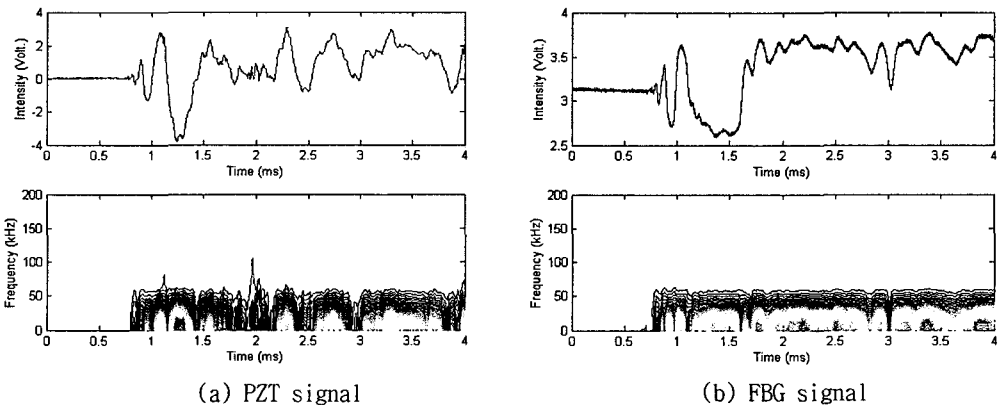 4
2
0
-2
-4
Intensity (Volt.)
0 0.5 1 1.5 2 2.5 3 3.5 4
Time (ms)
200
150
100
50
0
Frequency (kHz)
0 0.5 1 1.5 2 2.5 3 3.5 4
Time (ms)
(a) PZT signal
4
3.5
3
2.5
Intensity (Volt.)
0 0.5 1 1.5 2 2.5 3 3.5 4
Time (ms)
200
150
100
50
0
Frequency (kHz)
0 0.5 1 1.5 2 2.5 3 3.5 4
Time (ms)
(b) FBG signal